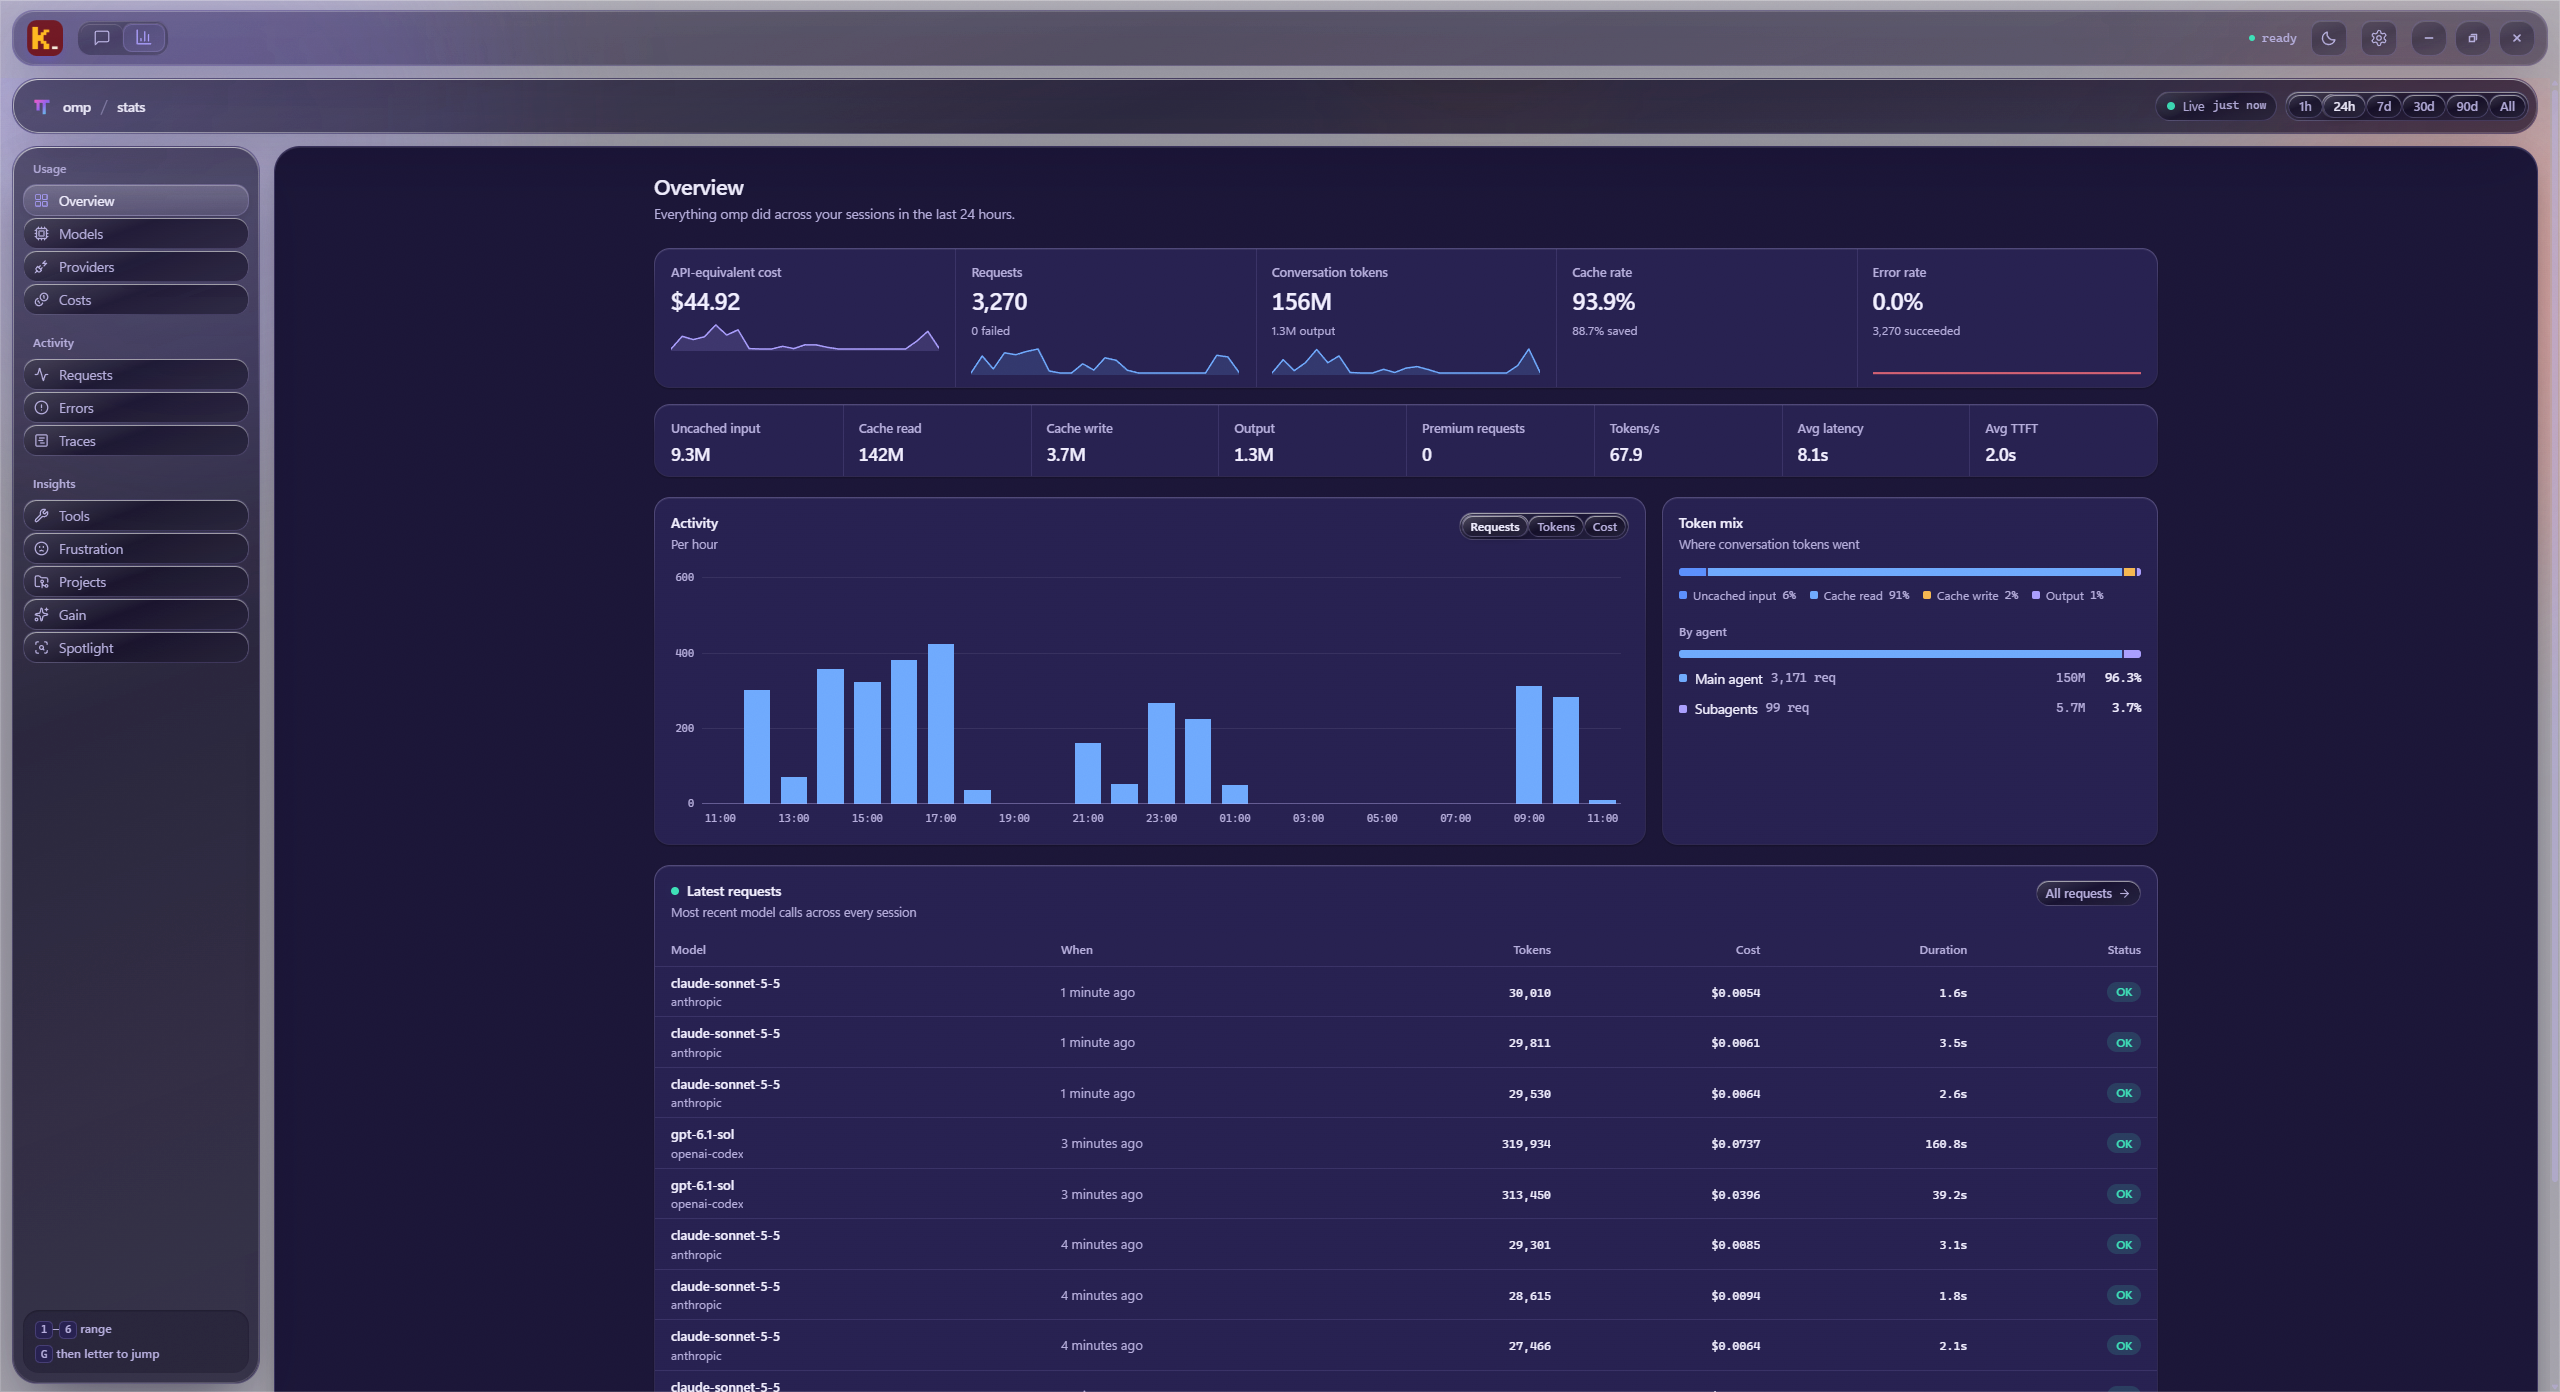 K.
ready
omp / stats
Live just now
1h 24h 7d 30d 90d All
Usage
Overview
Models
Providers
Costs
Activity
Requests
Errors
Traces
Insights
Tools
Frustration
Projects
Gain
Spotlight
1 – 6 range
G then letter to jump
Overview
Everything omp did across your sessions in the last 24 hours.
API-equivalent cost
$44.92
Requests
3,270
0 failed
Conversation tokens
156M
1.3M output
Cache rate
93.9%
88.7% saved
Error rate
0.0%
3,270 succeeded
Uncached input
9.3M
Cache read
142M
Cache write
3.7M
Output
1.3M
Premium requests
0
Tokens/s
67.9
Avg latency
8.1s
Avg TTFT
2.0s
Activity
Per hour
Requests Tokens Cost
600
400
200
0
11:00 13:00 15:00 17:00 19:00 21:00 23:00 01:00 03:00 05:00 07:00 09:00 11:00
Token mix
Where conversation tokens went
Uncached input 6% Cache read 91% Cache write 2% Output 1%
By agent
Main agent 3,171 req 150M 96.3%
Subagents 99 req 5.7M 3.7%
Latest requests
Most recent model calls across every session
All requests →
Model When Tokens Cost Duration Status
claude-sonnet-5-5
anthropic
1 minute ago 30,010 $0.0054 1.6s OK
claude-sonnet-5-5
anthropic
1 minute ago 29,811 $0.0061 3.5s OK
claude-sonnet-5-5
anthropic
1 minute ago 29,530 $0.0064 2.6s OK
gpt-6.1-sol
openai-codex
3 minutes ago 319,934 $0.0737 160.8s OK
gpt-6.1-sol
openai-codex
3 minutes ago 313,450 $0.0396 39.2s OK
claude-sonnet-5-5
anthropic
4 minutes ago 29,301 $0.0085 3.1s OK
claude-sonnet-5-5
anthropic
4 minutes ago 28,615 $0.0094 1.8s OK
claude-sonnet-5-5
anthropic
4 minutes ago 27,466 $0.0064 2.1s OK
claude-sonnet-5-5